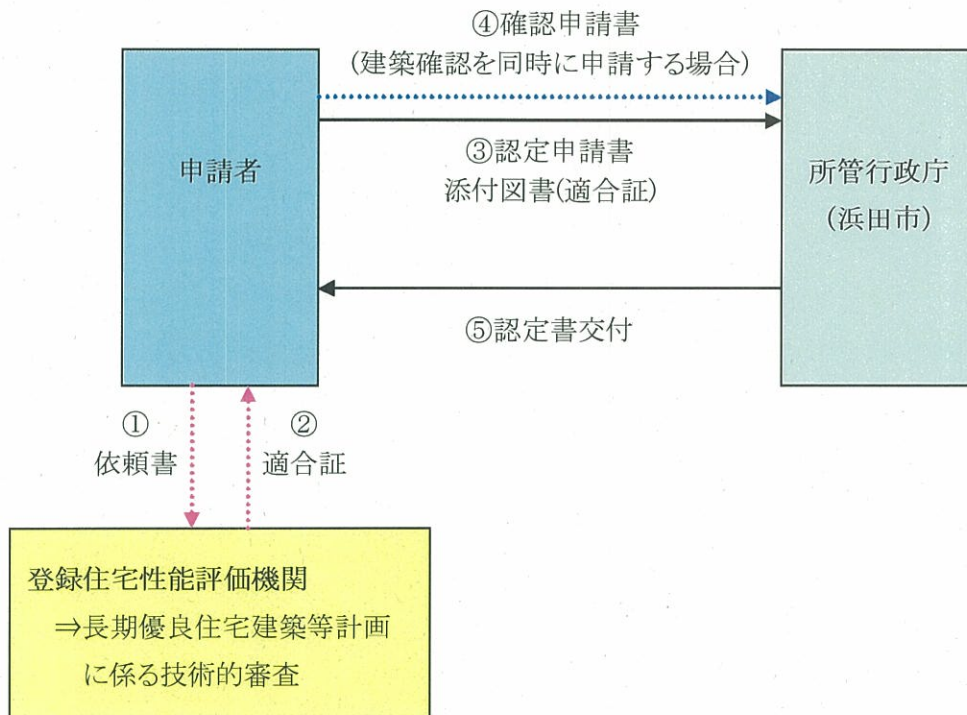 ④確認申請書
(建築確認を同時に申請する場合)
申請者
③認定申請書
添付図書(適合証)
所管行政庁
(浜田市)
⑤認定書交付
①
依頼書
②
適合証
登録住宅性能評価機関
⇒長期優良住宅建築等計画
に係る技術的審査